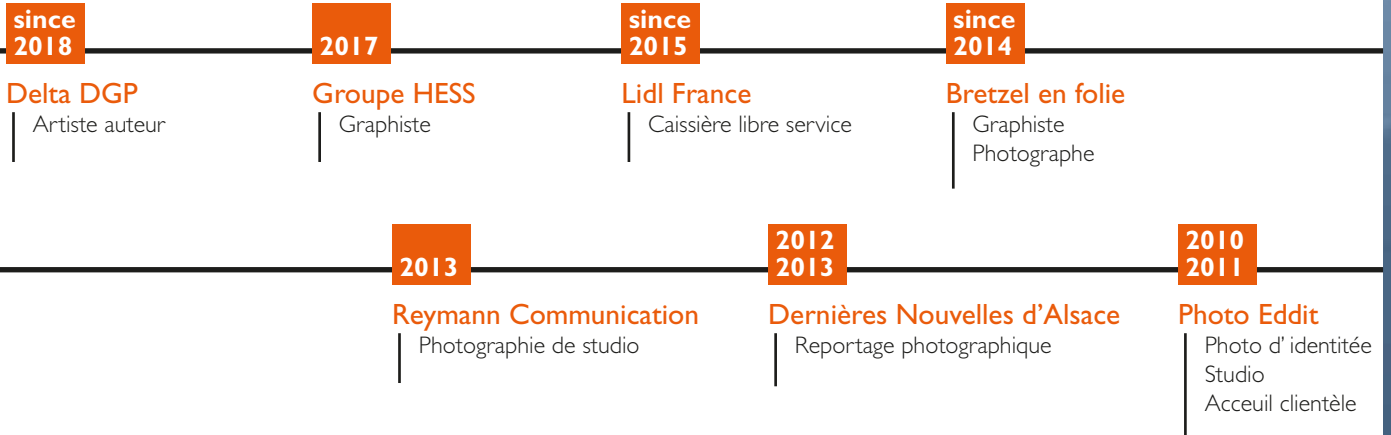 since
2018
Delta DGP
Artiste auteur
2017
Groupe HESS
Graphiste
since
2015
Lidl France
Caissière libre service
since
2014
Bretzel en folie
Graphiste
Photographe
2013
Reymann Communication
Photographie de studio
2012
2013
Dernières Nouvelles d’Alsace
Reportage photographique
2010
2011
Photo Eddit
Photo d’ identitée
Studio
Acceuil clientèle